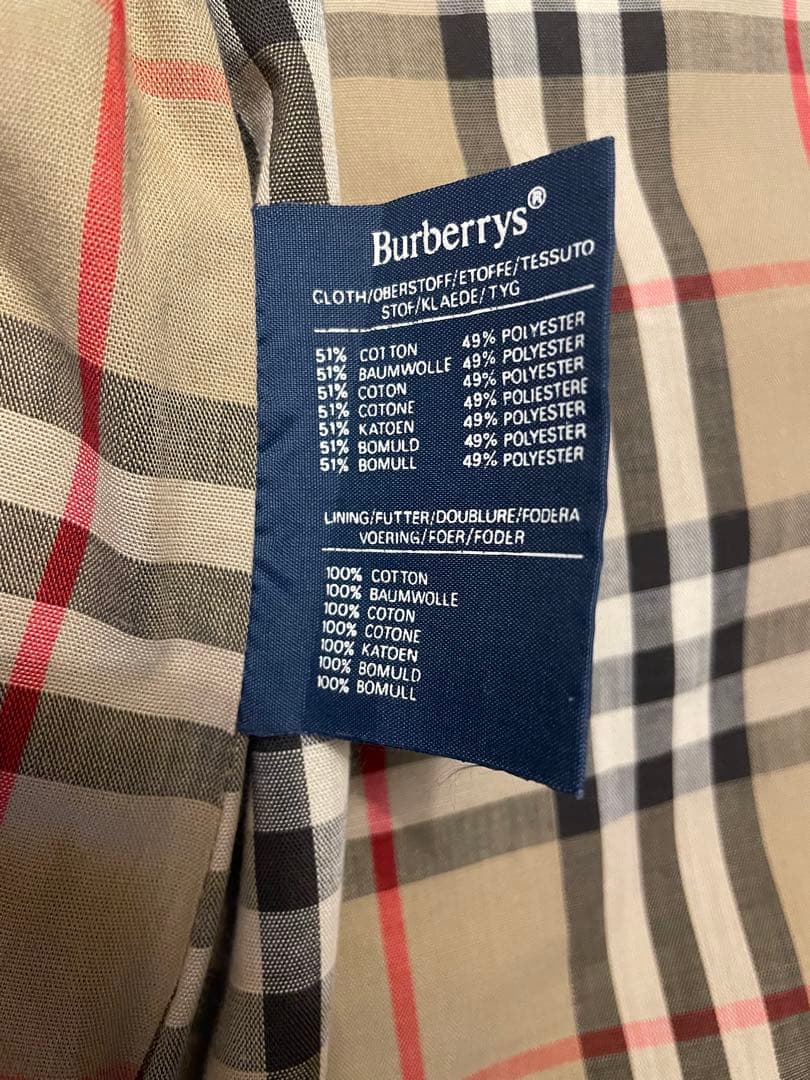 Burberrys®
CLOTH/OBERSTOFF/ETOFFE/TESSUTO
STOF/KLAEDE/TYG
51% COTTON 49% POLYESTER
51% BAUMWOLLE 49% POLYESTER
51% COTON 49% POLYESTER
51% COTONE 49% POLIESTERE
51% KATOEN 49% POLYESTER
51% BOMULD 49% POLYESTER
51% BOMULL 49% POLYESTER
LINING/FUTTER/DOUBLURE/FODERA
VOERING/FOER/FODER
100% COTTON
100% BAUMWOLLE
100% COTON
100% COTONE
100% KATOEN
100% BOMULD
100% BOMULL